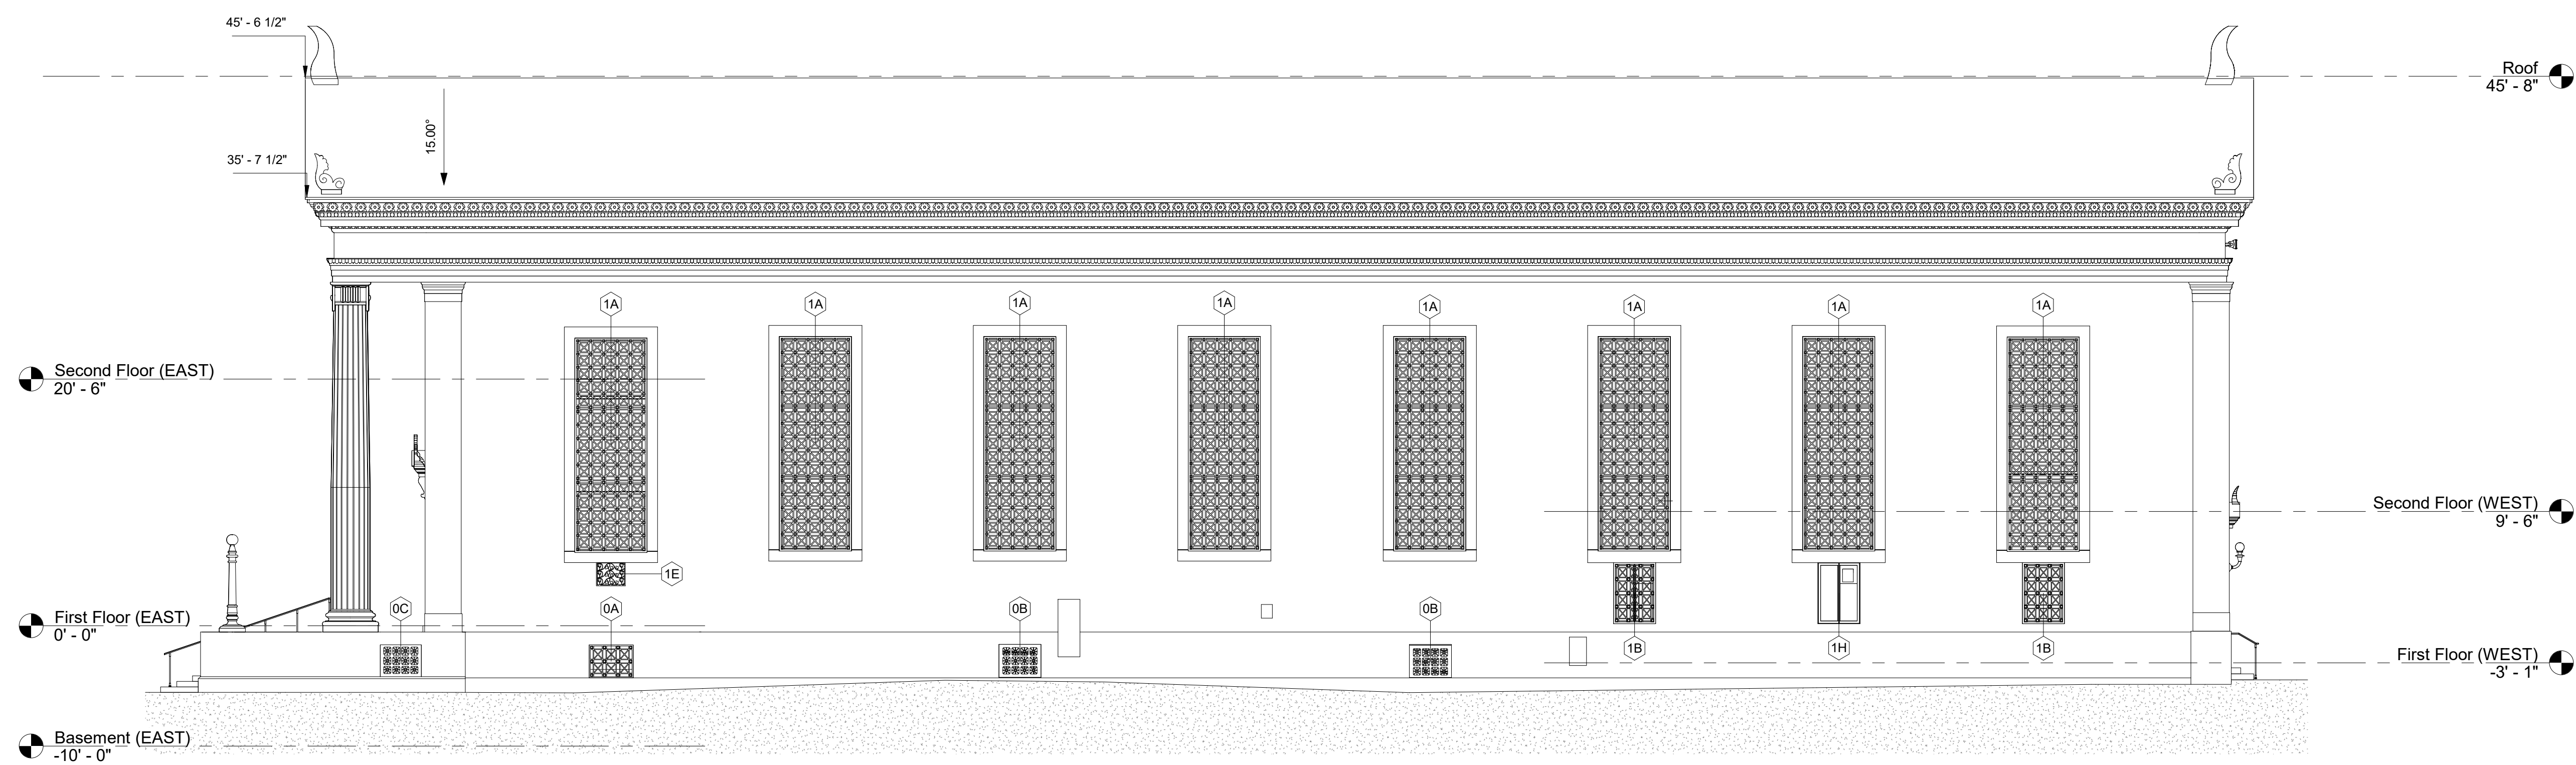 45' - 6 1/2"
Roof
45' - 8"
15.00°
35' - 7 1/2"
1A
1A
1A
1A
1A
1A
1A
1A
Second Floor (EAST)
20' - 6"
Second Floor (WEST)
9' - 6"
1E
0C
0A
0B
0B
First Floor (EAST)
0' - 0"
1B
1H
1B
First Floor (WEST)
-3' - 1"
Basement (EAST)
-10' - 0"